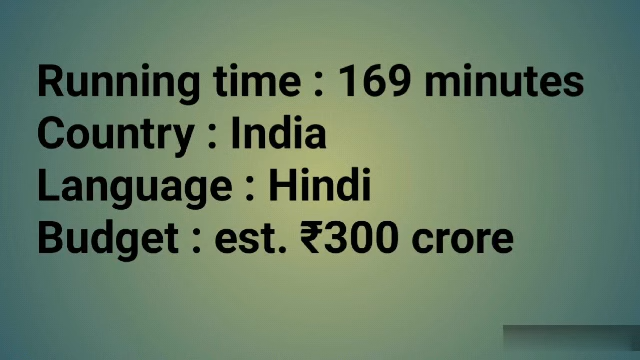 Running time : 169 minutes
Country : India
Language : Hindi
Budget : est. ₹300 crore